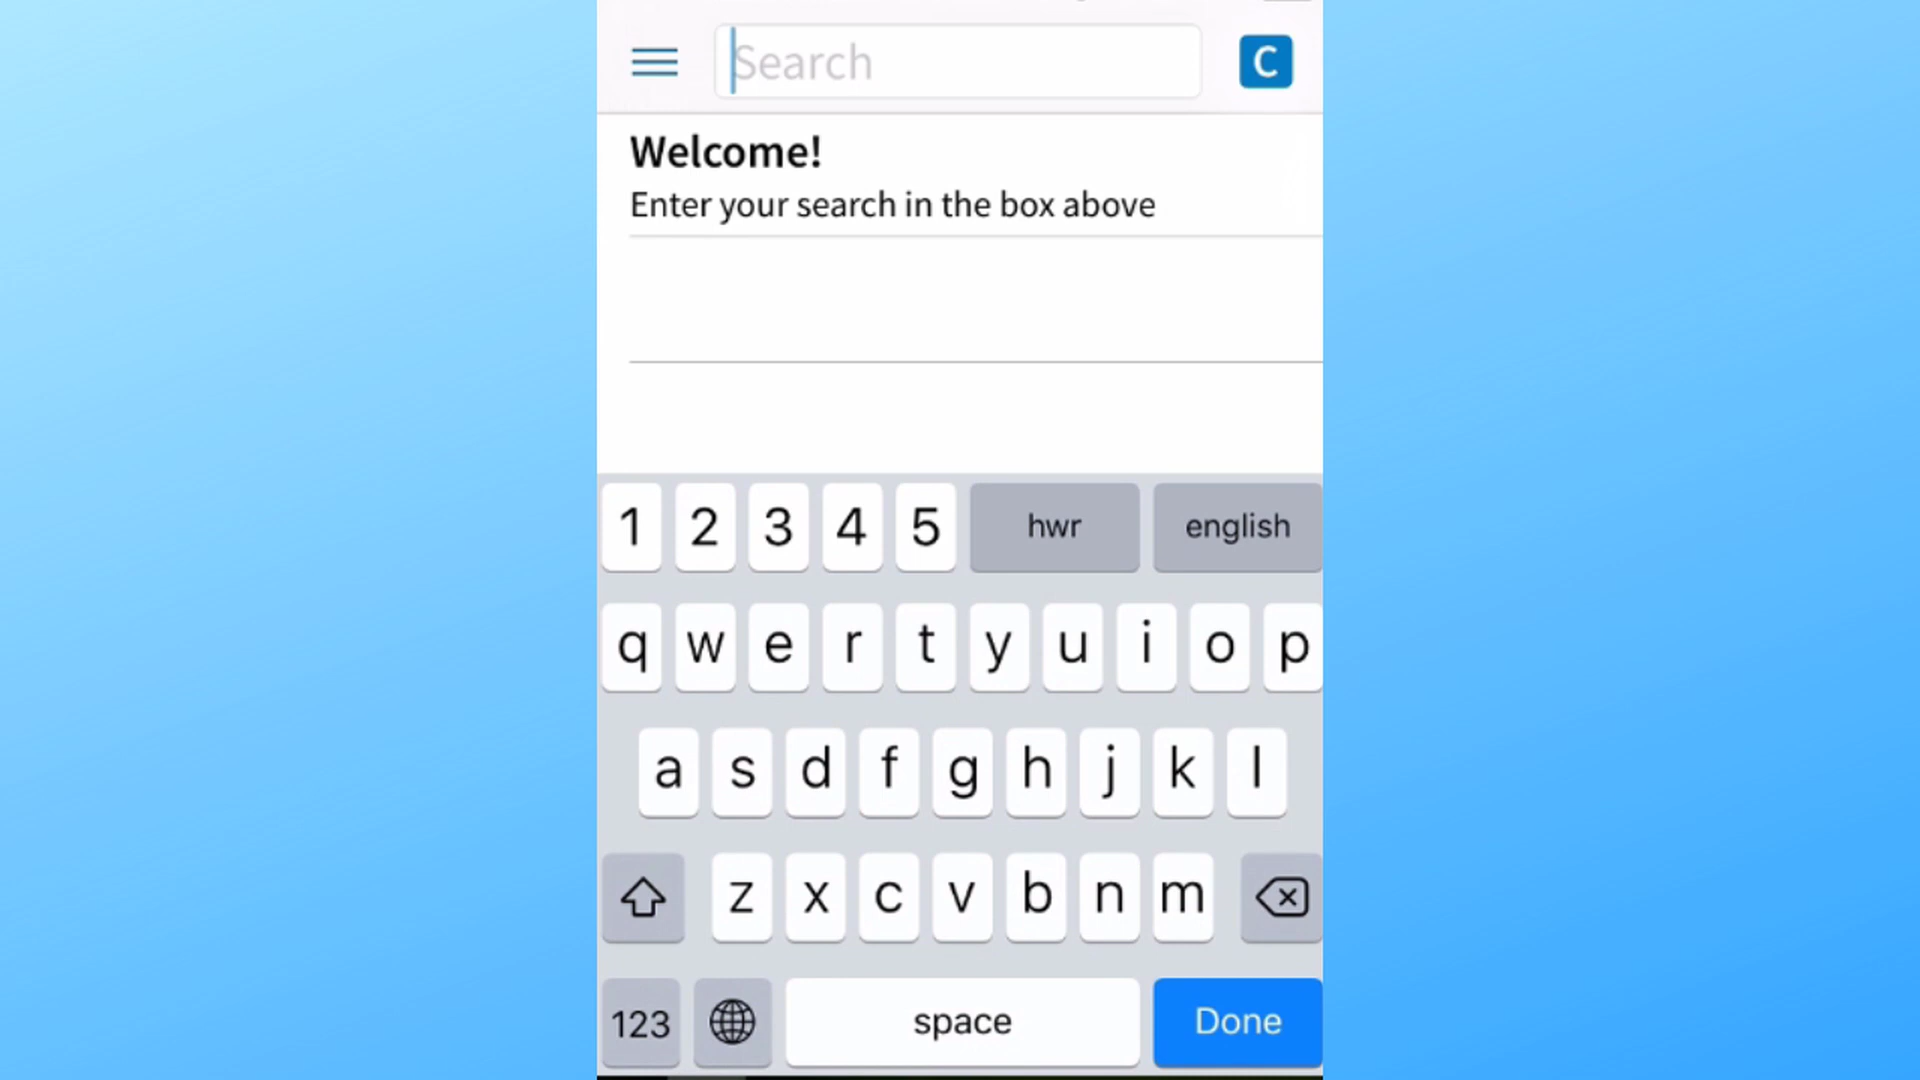 Search C
Welcome!
Enter your search in the box above
1 2 3 4 5 hwr english
q w e r t y u i o p
a s d f g h j k l
z x c v b n m
123 space Done